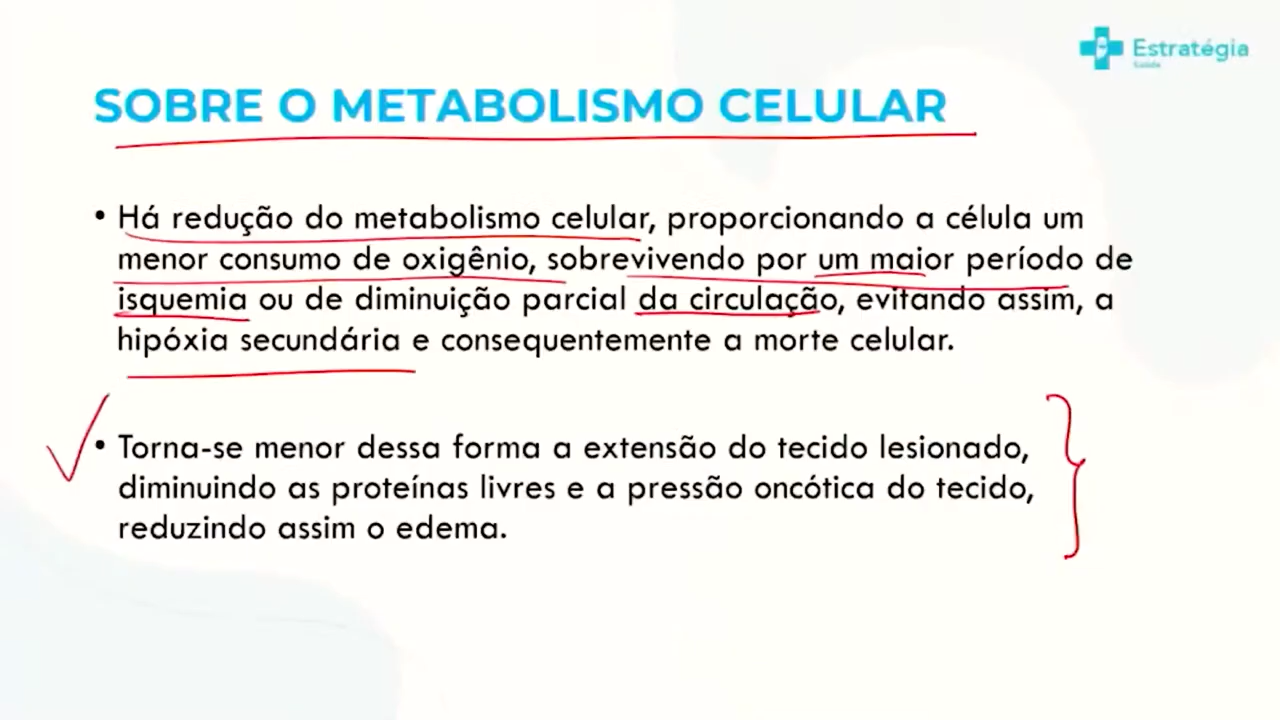 Estratégia
Saúde
SOBRE O METABOLISMO CELULAR
• Há redução do metabolismo celular, proporcionando a célula um
menor consumo de oxigênio, sobrevivendo por um maior período de
isquemia ou de diminuição parcial da circulação, evitando assim, a
hipóxia secundária e consequentemente a morte celular.
• Torna-se menor dessa forma a extensão do tecido lesionado,
diminuindo as proteínas livres e a pressão oncótica do tecido,
reduzindo assim o edema.